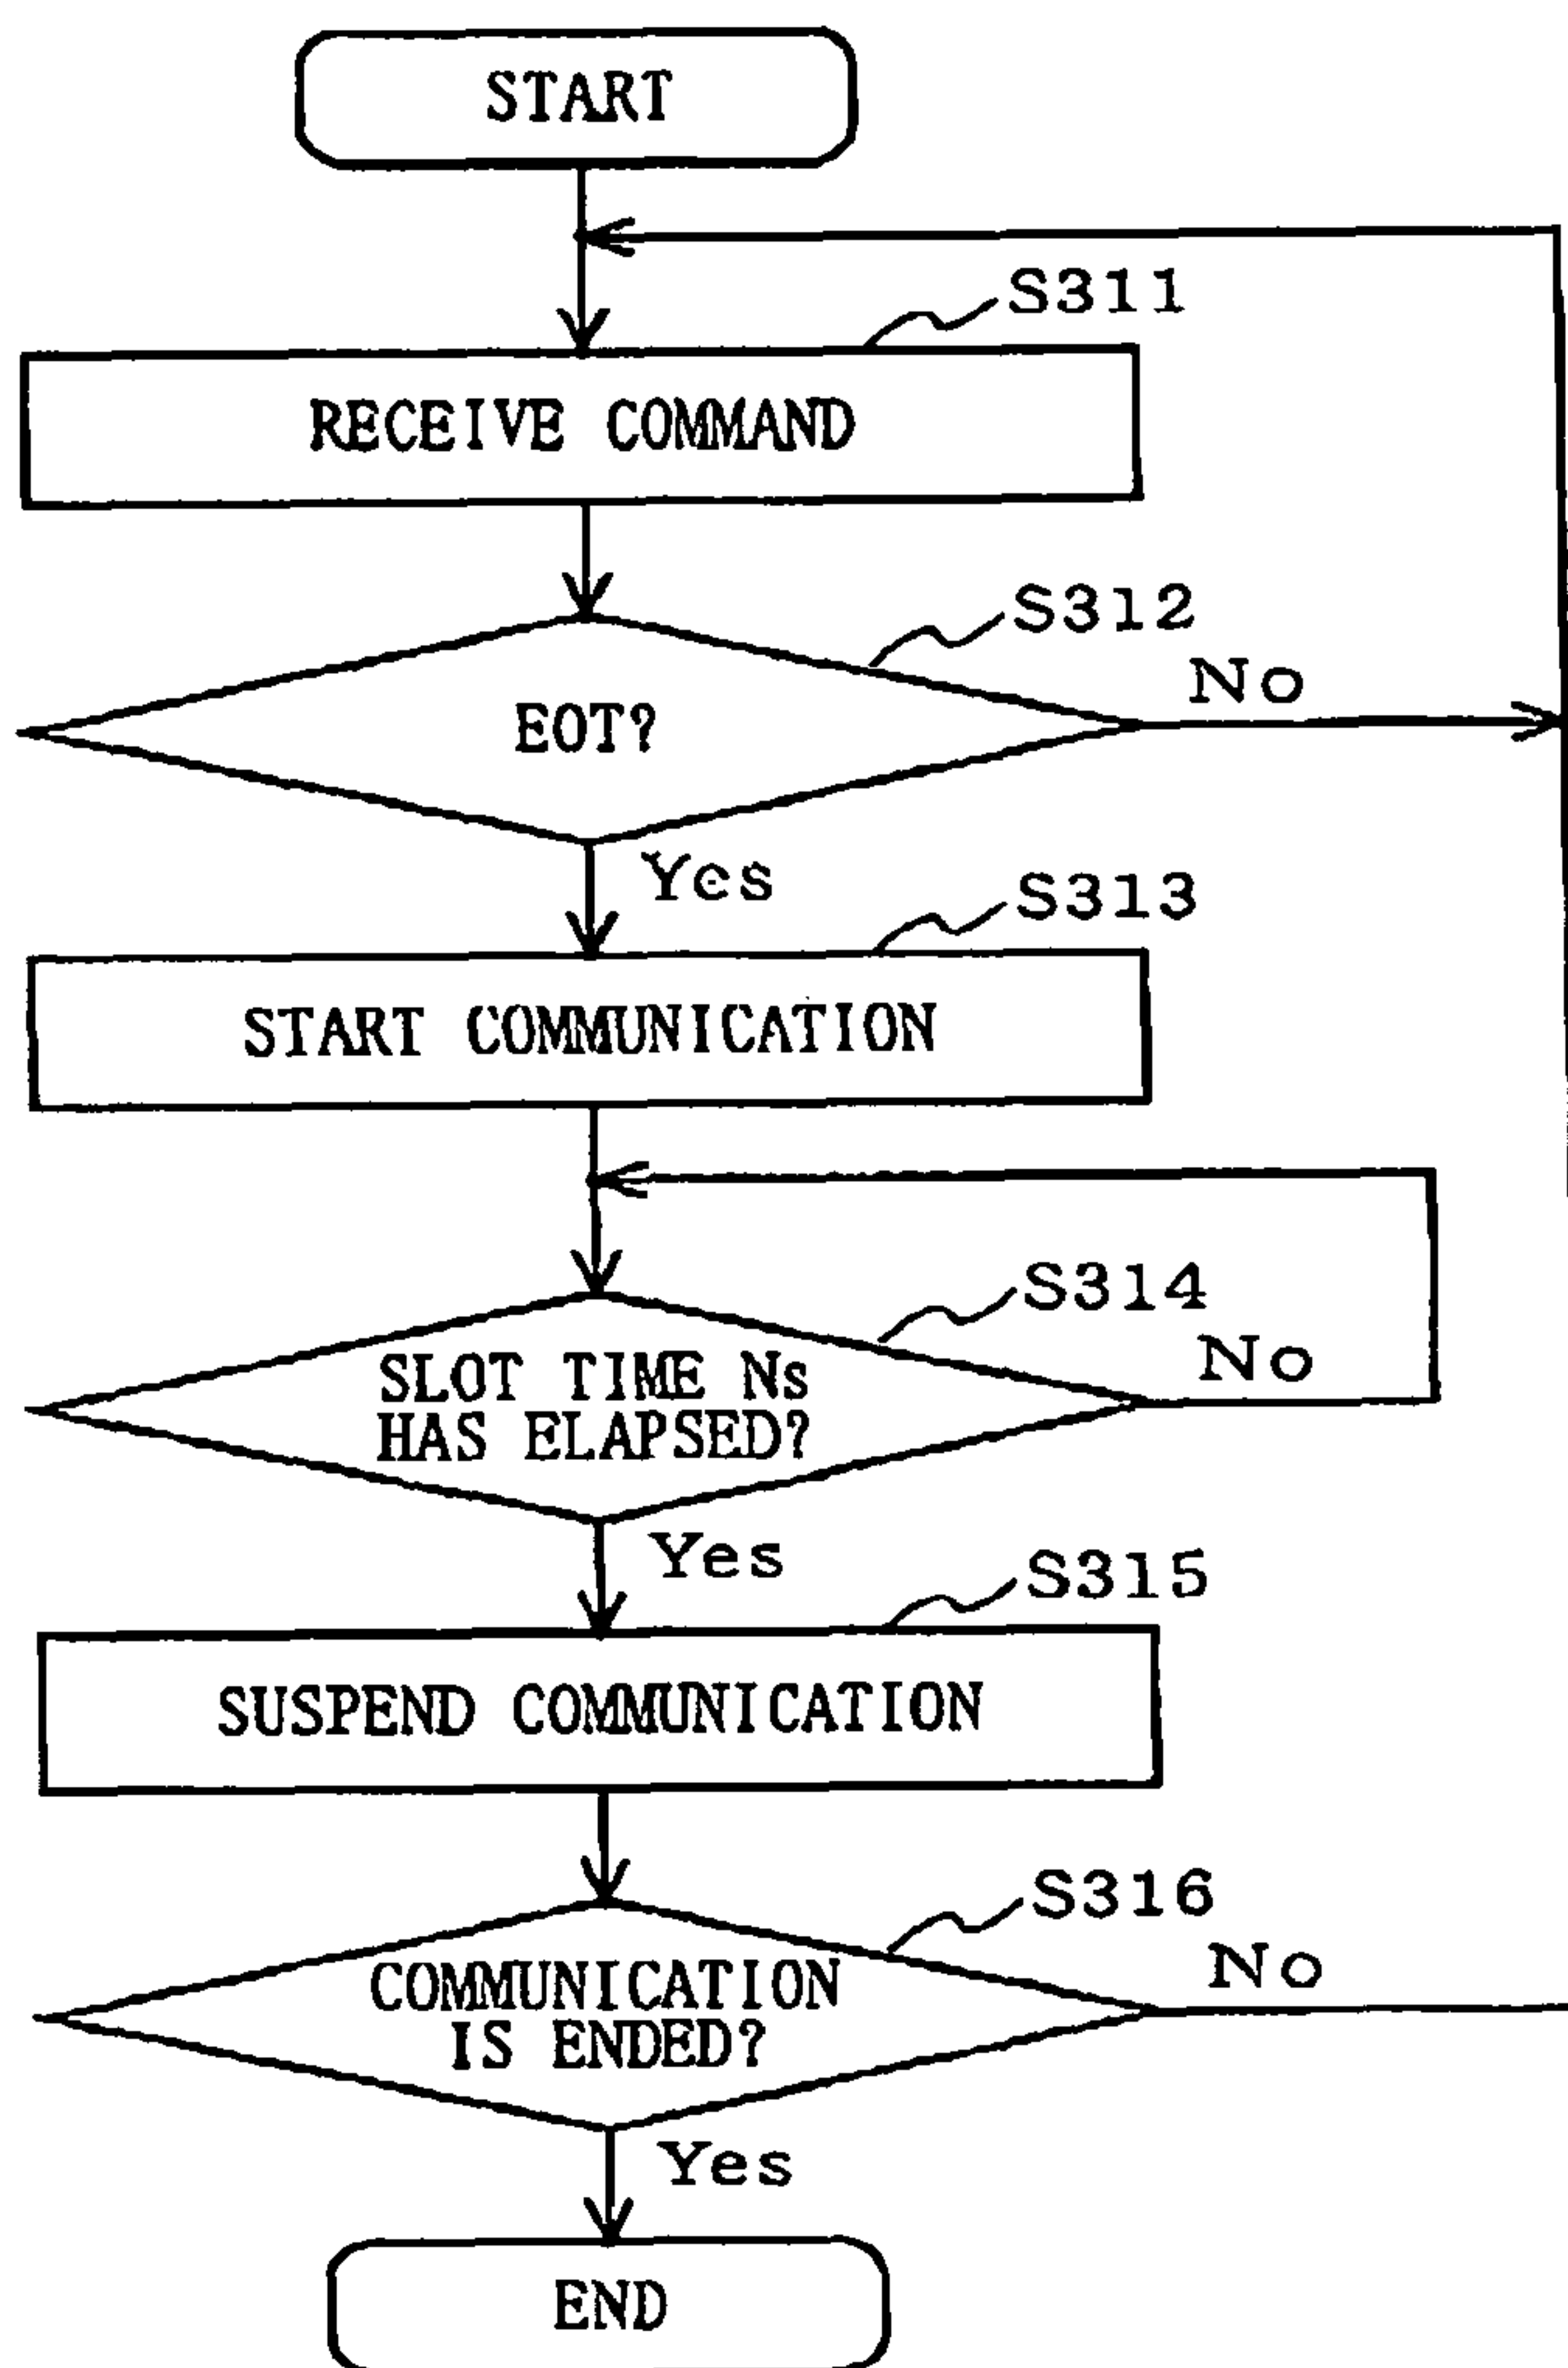 START
S311
RECEIVE COMMAND
S312
No
EOT?
Yes
S313
START COMMUNICATION
S314
No
SLOT TIME Ns
HAS ELAPSED?
Yes
S315
SUSPEND COMMUNICATION
S316
No
COMMUNICATION
IS ENDED?
Yes
END